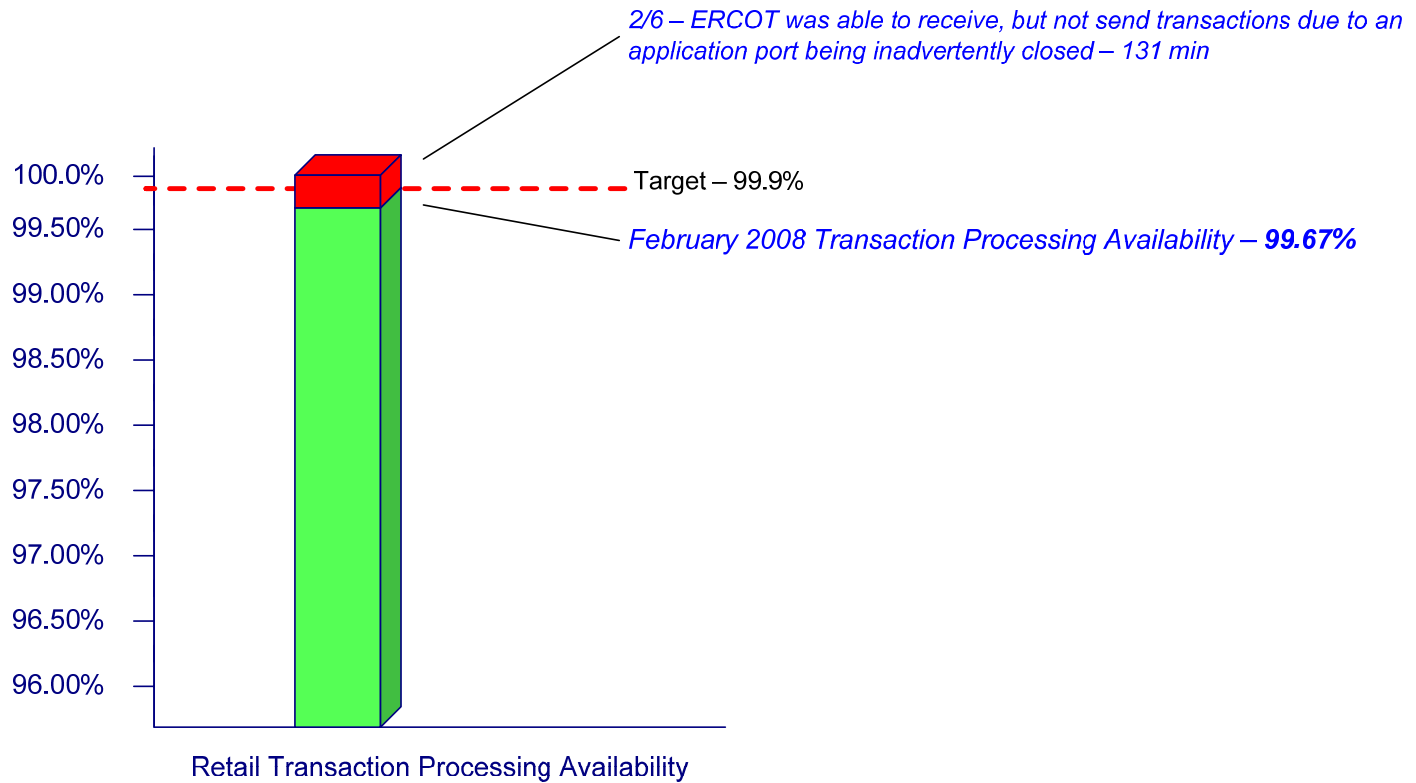 2/6 – ERCOT was able to receive, but not send transactions due to an
application port being inadvertently closed – 131 min
100.0%
Target – 99.9%
99.50%
February 2008 Transaction Processing Availability – 99.67%
99.00%
98.50%
98.00%
97.50%
97.00%
96.50%
96.00%
Retail Transaction Processing Availability